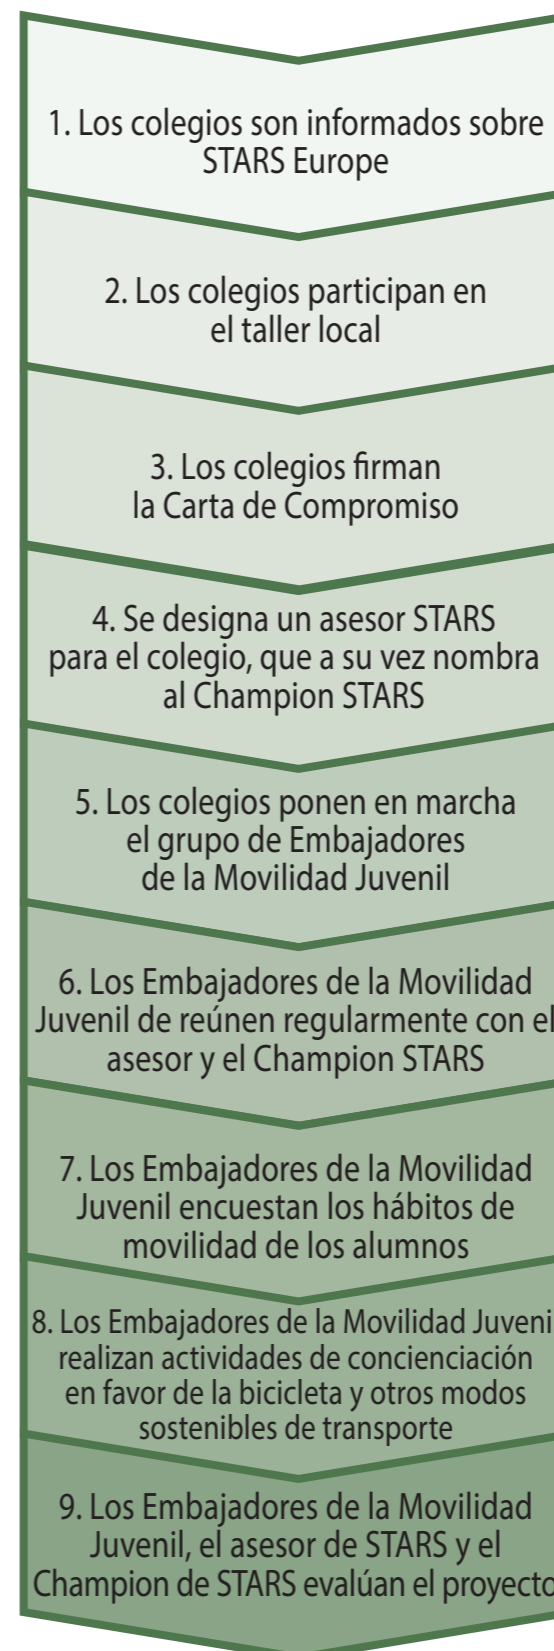 1. Los colegios son informados sobre
STARS Europe
2. Los colegios participan en
el taller local
3. Los colegios firman
la Carta de Compromiso
4. Se designa un asesor STARS
para el colegio, que a su vez nombra
al Champion STARS
5. Los colegios ponen en marcha
el grupo de Embajadores
de la Movilidad Juvenil
6. Los Embajadores de la Movilidad
Juvenil de reúnen regularmente con el
asesor y el Champion STARS
7. Los Embajadores de la Movilidad
Juvenil encuestan los hábitos de
movilidad de los alumnos
8. Los Embajadores de la Movilidad Juvenil
realizan actividades de concienciación
en favor de la bicicleta y otros modos
sostenibles de transporte
9. Los Embajadores de la Movilidad
Juvenil, el asesor de STARS y el
Champion de STARS evalúan el proyecto